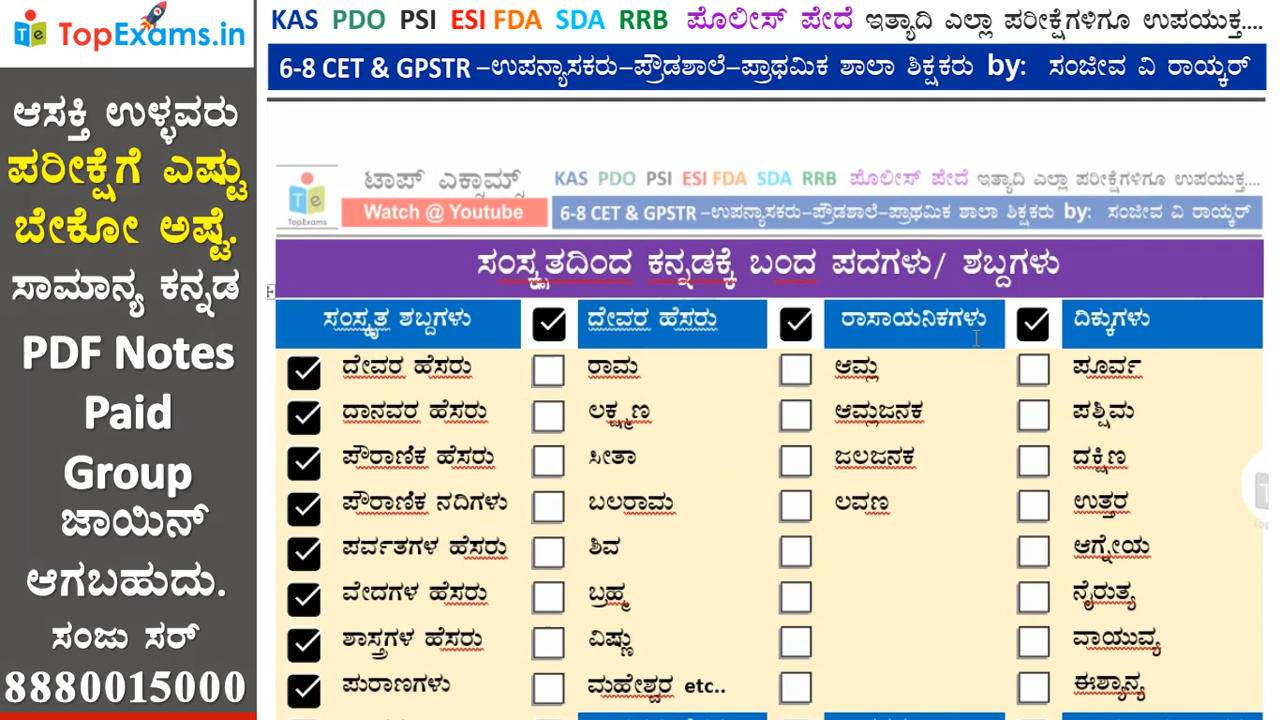 TopExams.in
KAS PDO PSI ESI FDA SDA RRB ಪೊಲೀಸ್ ಪೇದೆ ಇತ್ಯಾದಿ ಎಲ್ಲಾ ಪರೀಕ್ಷೆಗಳಿಗೂ ಉಪಯುಕ್ತ....
6-8 CET & GPSTR –ಉಪನ್ಯಾಸಕರು–ಪ್ರೌಡಶಾಲೆ–ಪ್ರಾಥಮಿಕ ಶಾಲಾ ಶಿಕ್ಷಕರು by: ಸಂಜೀವ ವಿ ರಾಯ್ಕರ್
ಆಸಕ್ತಿ ಉಳ್ಳವರು
ಪರೀಕ್ಷೆಗೆ ಎಷ್ಟು
ಬೇಕೋ ಅಷ್ಟೆ.
ಸಾಮಾನ್ಯ ಕನ್ನಡ
PDF Notes
Paid
Group
ಜಾಯಿನ್
ಆಗಬಹುದು.
ಸಂಜು ಸರ್
8880015000
TopExams
ಟಾಪ್ ಎಕ್ಸಾಮ್ಸ್
Watch @ Youtube
KAS PDO PSI ESI FDA SDA RRB ಪೊಲೀಸ್ ಪೇದೆ ಇತ್ಯಾದಿ ಎಲ್ಲಾ ಪರೀಕ್ಷೆಗಳಿಗೂ ಉಪಯುಕ್ತ....
6-8 CET & GPSTR –ಉಪನ್ಯಾಸಕರು–ಪ್ರೌಡಶಾಲೆ–ಪ್ರಾಥಮಿಕ ಶಾಲಾ ಶಿಕ್ಷಕರು by: ಸಂಜೀವ ವಿ ರಾಯ್ಕರ್
ಸಂಸ್ಕೃತದಿಂದ ಕನ್ನಡಕ್ಕೆ ಬಂದ ಪದಗಳು/ ಶಬ್ದಗಳು
ಸಂಸ್ಕೃತ ಶಬ್ದಗಳು ದೇವರ ಹೆಸರು ರಾಸಾಯನಿಕಗಳು ದಿಕ್ಕುಗಳು
ದೇವರ ಹೆಸರು ರಾಮ ಆಮ್ಲ ಪೂರ್ವ
ದಾನವರ ಹೆಸರು ಲಕ್ಷ್ಮಣ ಆಮ್ಲಜನಕ ಪಶ್ಚಿಮ
ಪೌರಾಣಿಕ ಹೆಸರು ಸೀತಾ ಜಲಜನಕ ದಕ್ಷಿಣ
ಪೌರಾಣಿಕ ನದಿಗಳು ಬಲರಾಮ ಲವಣ ಉತ್ತರ
ಪರ್ವತಗಳ ಹೆಸರು ಶಿವ ಆಗ್ನೇಯ
ವೇದಗಳ ಹೆಸರು ಬ್ರಹ್ಮ ನೈರುತ್ಯ
ಶಾಸ್ತ್ರಗಳ ಹೆಸರು ವಿಷ್ಣು ವಾಯುವ್ಯ
ಪುರಾಣಗಳು ಮಹೇಶ್ವರ etc.. ಈಶ್ಯಾನ್ಯ